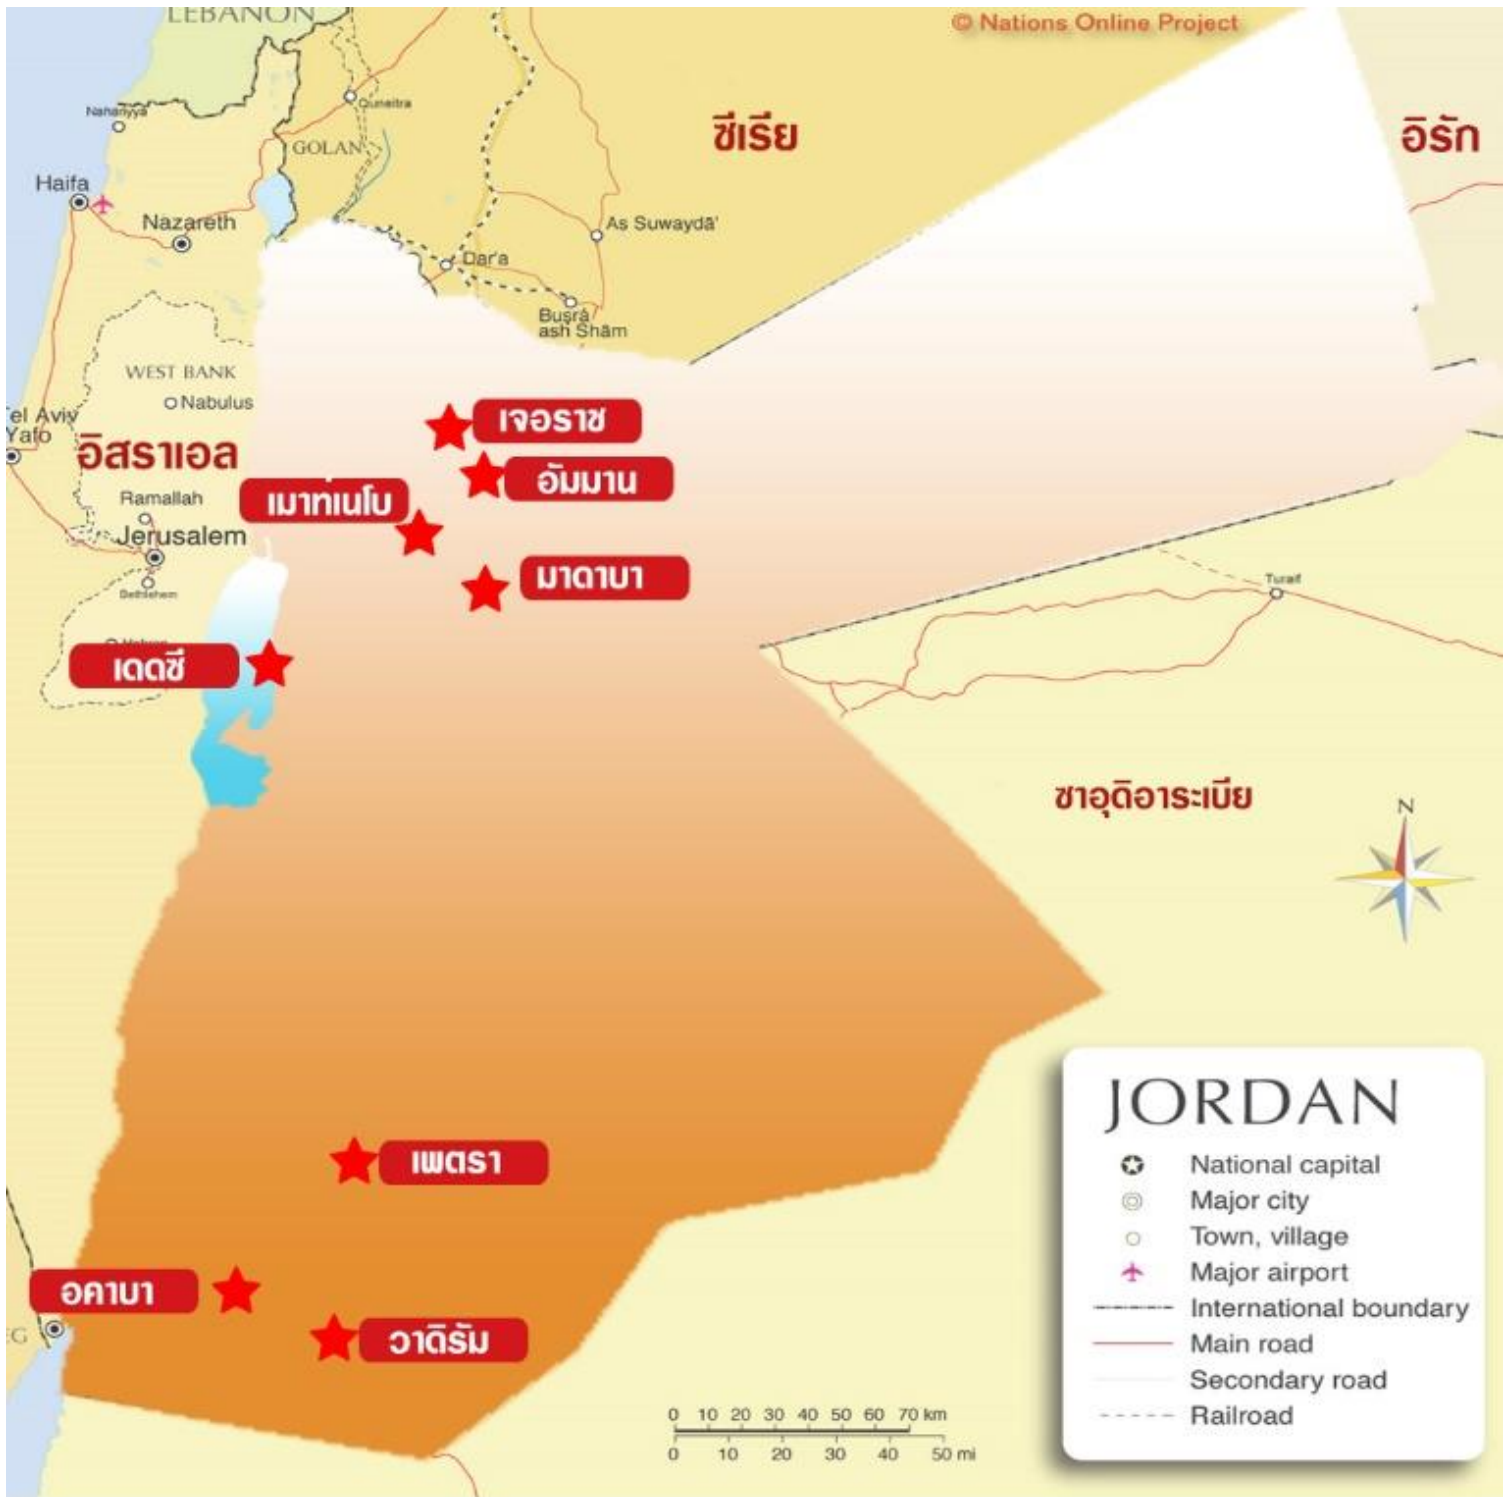 LEBANON
© Nations Online Project
Nahariyya
Qunaitra
ซีเรีย
อิรัก
GOLAN
Haifa
Nazareth
As Suwaydā'
Dar'a
Buşrá
ash Shām
WEST BANK
Nabulus
el Aviv
Yafo
อิสราเอล
เจอราช
อัมมาน
เมาท์เนโบ
Ramallah
Jerusalem
มาดาบา
Bethlehem
Turaif
เดดซี
ซาอุดิอาระเบีย
N
JORDAN
National capital
Major city
Town, village
Major airport
International boundary
Main road
Secondary road
Railroad
เพตรา
อคาบา
EG
วาดิรัม
0 10 20 30 40 50 60 70 km
0 10 20 30 40 50 mi